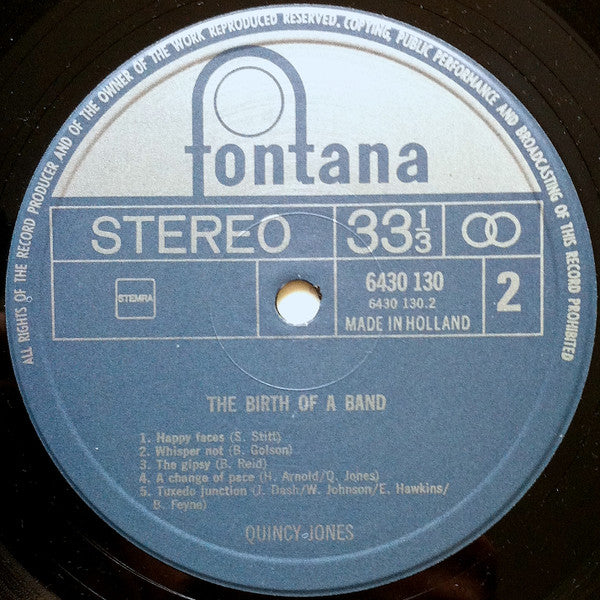 ALL RIGHTS OF THE RECORD PRODUCER AND OF THE OWNER OF THE WORK REPRODUCED RESERVED. COPYING, PUBLIC PERFORMANCE AND BROADCASTING OF THIS RECORD PROHIBITED
fontana
STEREO 33 1/3
STEMRA 6430 130 2
6430 130.2
MADE IN HOLLAND
THE BIRTH OF A BAND
1. Happy faces (S. Stitt)
2. Whisper not (B. Golson)
3. The gipsy (B. Reid)
4. A change of pace (H. Arnold/Q. Jones)
5. Tuxedo junction (J. Dash/W. Johnson/E. Hawkins/
B. Feyne)
QUINCY JONES